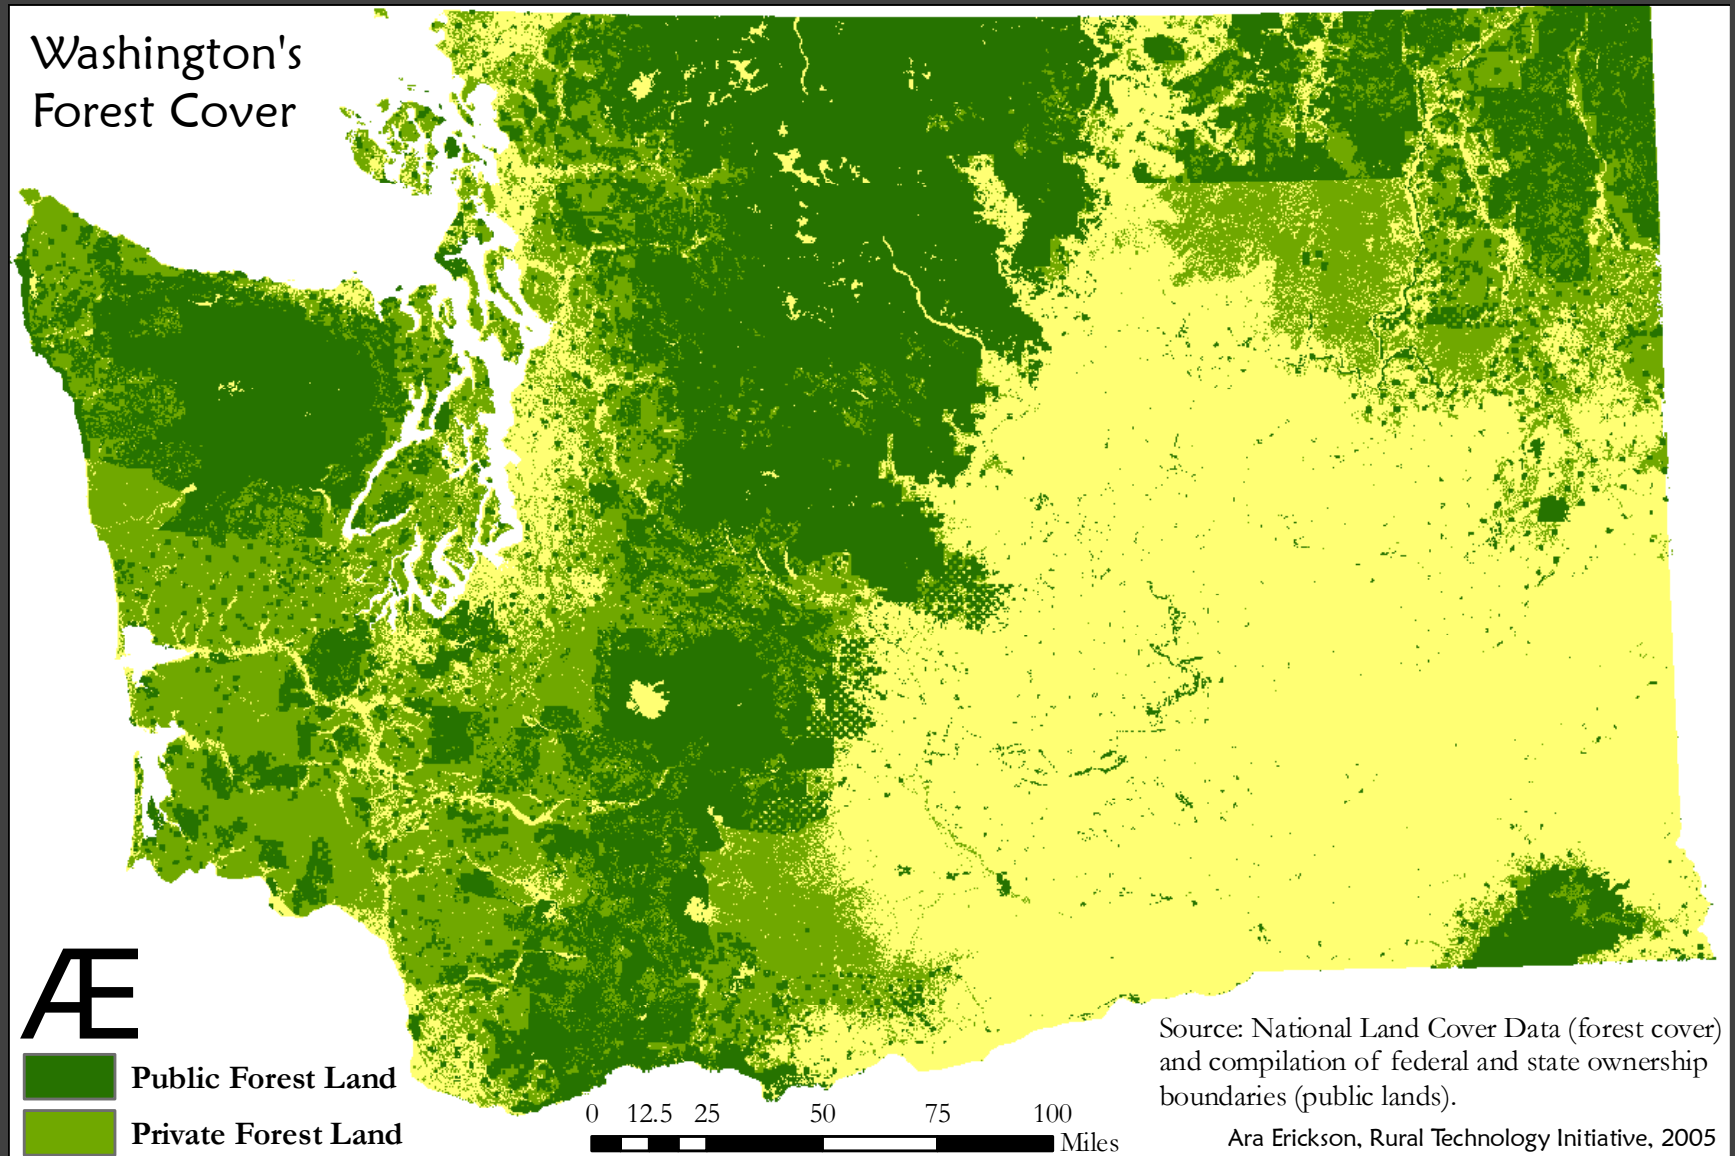 Washington's
Forest Cover
Æ
Public Forest Land
Private Forest Land
0 12.5 25 50 75 100
Miles
Source: National Land Cover Data (forest cover)
and compilation of federal and state ownership
boundaries (public lands).
Ara Erickson, Rural Technology Initiative, 2005